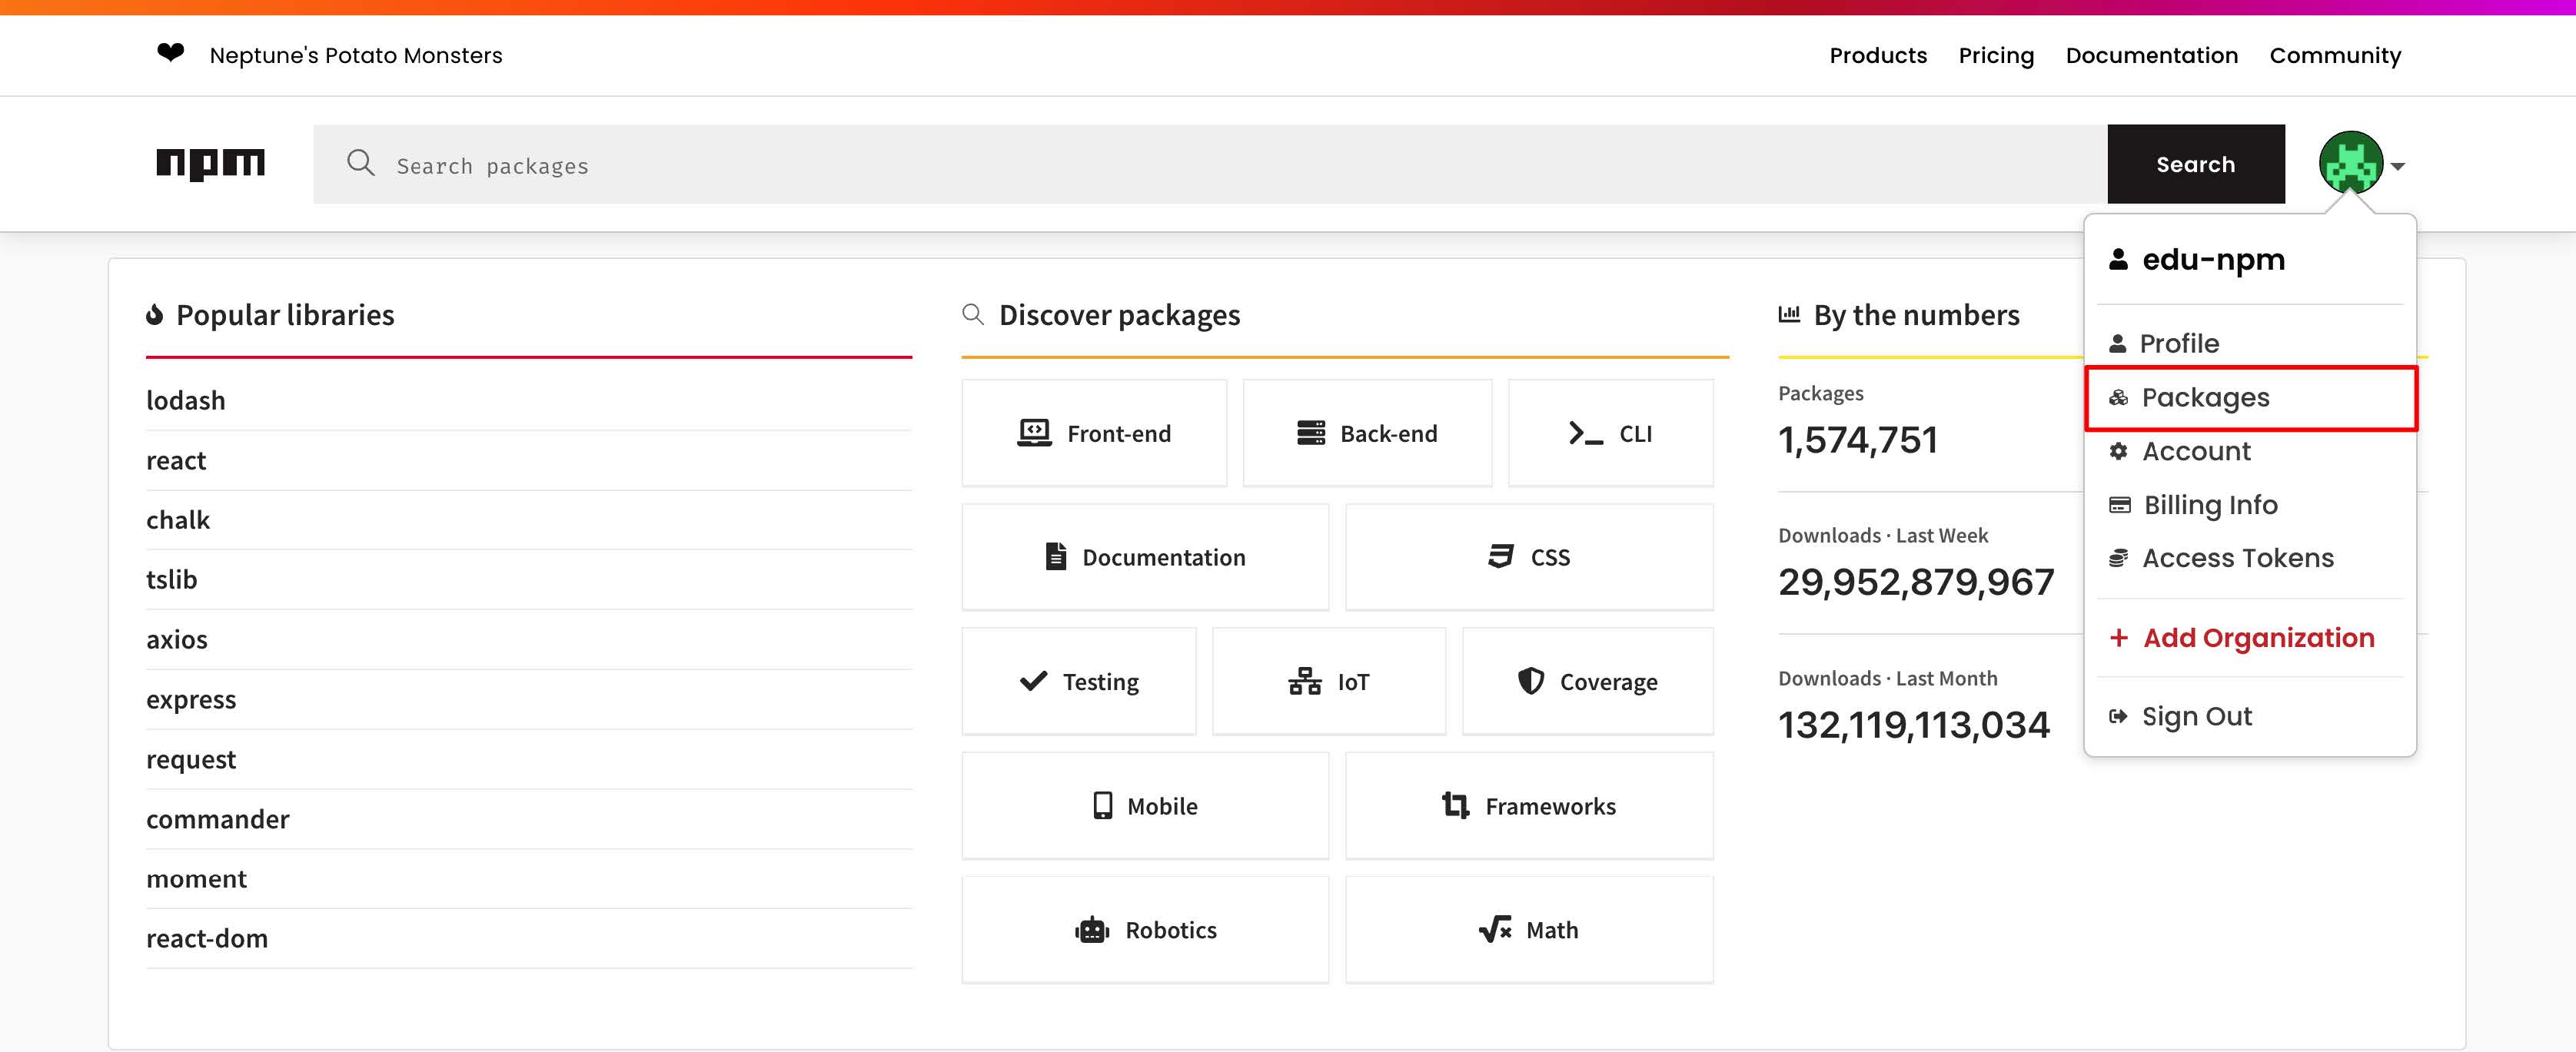 Neptune's Potato Monsters
Products
Pricing
Documentation
Community
npm
Search packages
Search
edu-npm
Profile
Packages
Account
Billing Info
Access Tokens
+ Add Organization
Sign Out
Popular libraries
lodash
react
chalk
tslib
axios
express
request
commander
moment
react-dom
Discover packages
Front-end
Back-end
CLI
Documentation
CSS
Testing
IoT
Coverage
Mobile
Frameworks
Robotics
Math
By the numbers
Packages
1,574,751
Downloads · Last Week
29,952,879,967
Downloads · Last Month
132,119,113,034